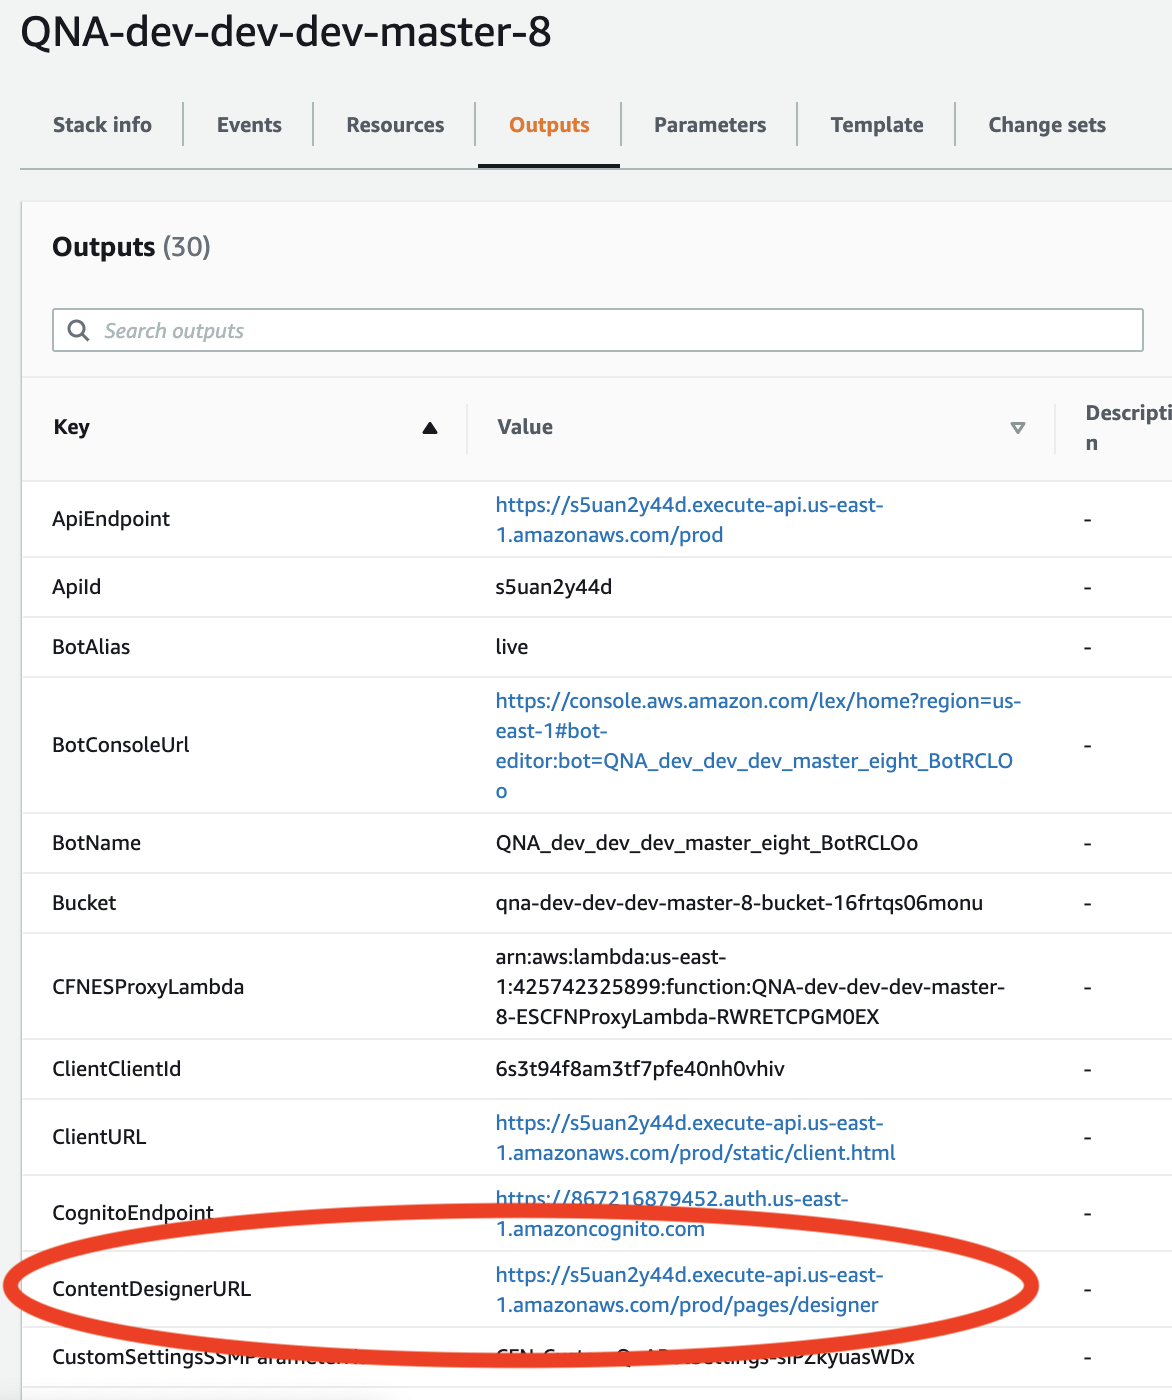 QNA-dev-dev-dev-master-8
Stack info Events Resources Outputs Parameters Template Change sets
Outputs (30)
Search outputs
Key Value Descripti
n
ApiEndpoint https://s5uan2y44d.execute-api.us-east-
1.amazonaws.com/prod -
ApiId s5uan2y44d -
BotAlias live -
BotConsoleUrl https://console.aws.amazon.com/lex/home?region=us-
east-1#bot-
editor:bot=QNA_dev_dev_dev_master_eight_BotRCLO
o -
BotName QNA_dev_dev_dev_master_eight_BotRCLOo -
Bucket qna-dev-dev-dev-master-8-bucket-16frtqs06monu -
CFNESProxyLambda arn:aws:lambda:us-east-
1:425742325899:function:QNA-dev-dev-dev-master-
8-ESCFNProxyLambda-RWRETCPGM0EX -
ClientClientId 6s3t94f8am3tf7pfe40nh0vhiv -
ClientURL https://s5uan2y44d.execute-api.us-east-
1.amazonaws.com/prod/static/client.html -
CognitoEndpoint https://867216879452.auth.us-east-
1.amazoncognito.com -
ContentDesignerURL https://s5uan2y44d.execute-api.us-east-
1.amazonaws.com/prod/pages/designer -
-